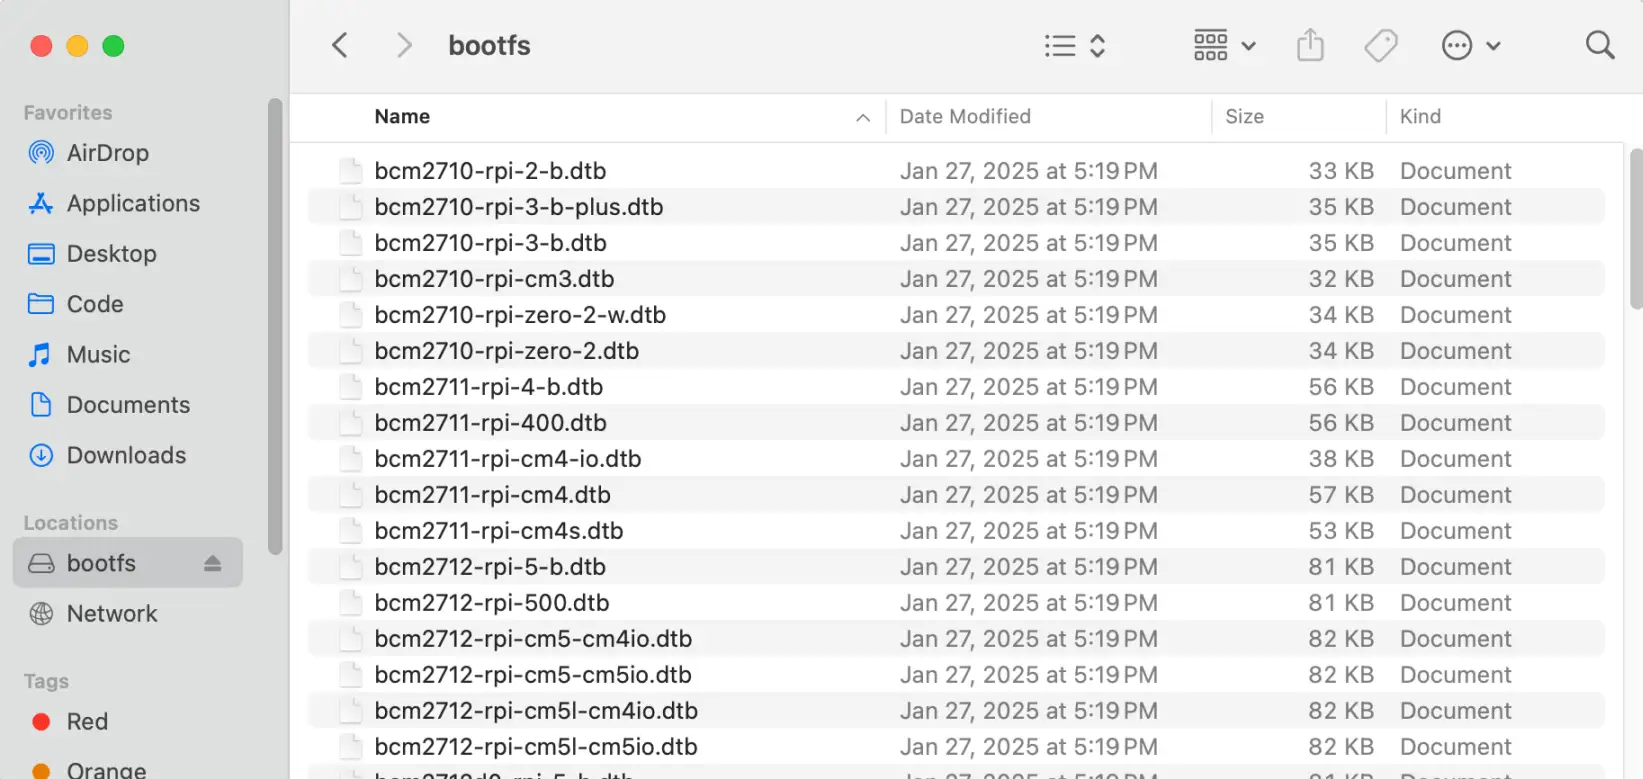 bootfs
Favorites
AirDrop
Applications
Desktop
Code
Music
Documents
Downloads
Locations
bootfs
Network
Tags
Red
Orange
Name Date Modified Size Kind
bcm2710-rpi-2-b.dtb Jan 27, 2025 at 5:19 PM 33 KB Document
bcm2710-rpi-3-b-plus.dtb Jan 27, 2025 at 5:19 PM 35 KB Document
bcm2710-rpi-3-b.dtb Jan 27, 2025 at 5:19 PM 35 KB Document
bcm2710-rpi-cm3.dtb Jan 27, 2025 at 5:19 PM 32 KB Document
bcm2710-rpi-zero-2-w.dtb Jan 27, 2025 at 5:19 PM 34 KB Document
bcm2710-rpi-zero-2.dtb Jan 27, 2025 at 5:19 PM 34 KB Document
bcm2711-rpi-4-b.dtb Jan 27, 2025 at 5:19 PM 56 KB Document
bcm2711-rpi-400.dtb Jan 27, 2025 at 5:19 PM 56 KB Document
bcm2711-rpi-cm4-io.dtb Jan 27, 2025 at 5:19 PM 38 KB Document
bcm2711-rpi-cm4.dtb Jan 27, 2025 at 5:19 PM 57 KB Document
bcm2711-rpi-cm4s.dtb Jan 27, 2025 at 5:19 PM 53 KB Document
bcm2712-rpi-5-b.dtb Jan 27, 2025 at 5:19 PM 81 KB Document
bcm2712-rpi-500.dtb Jan 27, 2025 at 5:19 PM 81 KB Document
bcm2712-rpi-cm5-cm4io.dtb Jan 27, 2025 at 5:19 PM 82 KB Document
bcm2712-rpi-cm5-cm5io.dtb Jan 27, 2025 at 5:19 PM 82 KB Document
bcm2712-rpi-cm5l-cm4io.dtb Jan 27, 2025 at 5:19 PM 82 KB Document
bcm2712-rpi-cm5l-cm5io.dtb Jan 27, 2025 at 5:19 PM 82 KB Document